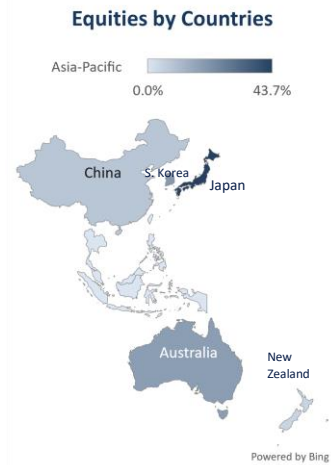 Equities by Countries
Asia-Pacific
0.0% 43.7%
China
S. Korea
Japan
Australia
New
Zealand
Powered by Bing